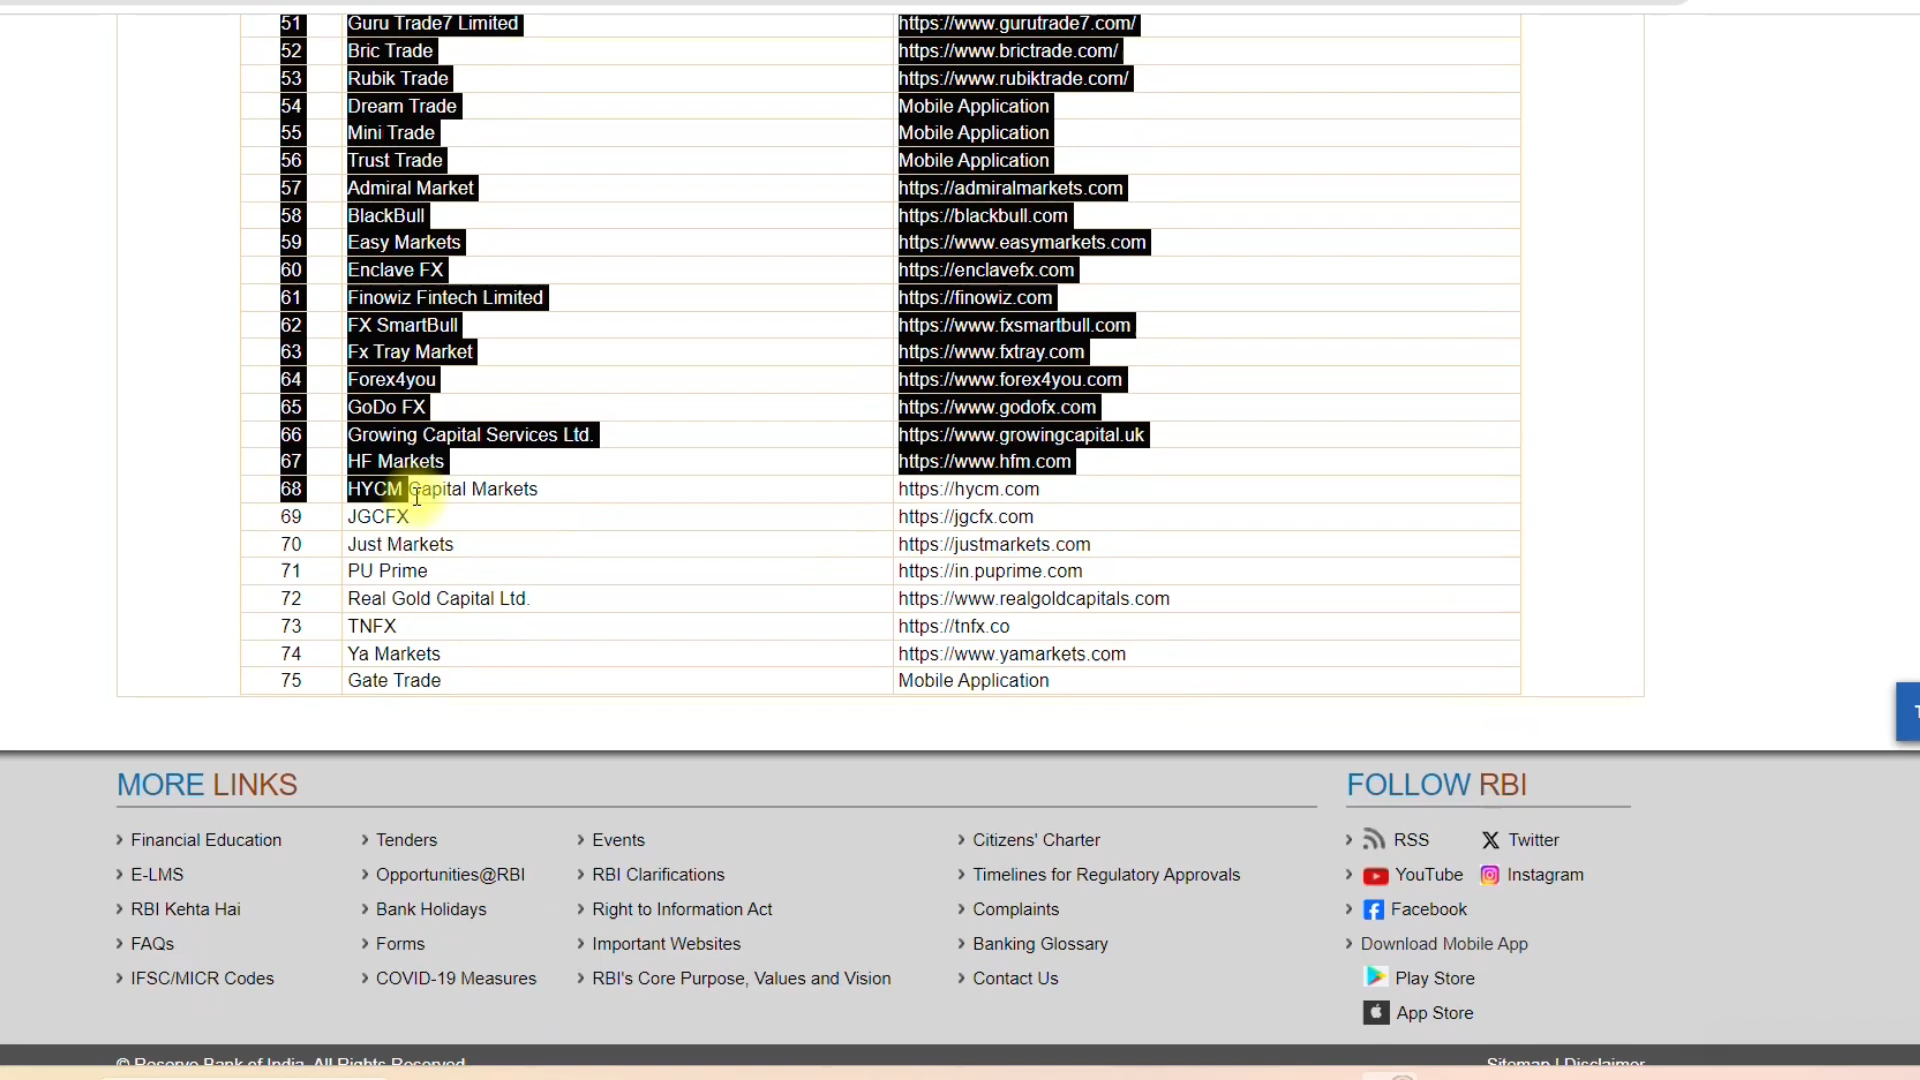 51 Guru Trade7 Limited https://www.gurutrade7.com/
52 Bric Trade https://www.brictrade.com/
53 Rubik Trade https://www.rubiktrade.com/
54 Dream Trade Mobile Application
55 Mini Trade Mobile Application
56 Trust Trade Mobile Application
57 Admiral Market https://admiralmarkets.com
58 BlackBull https://blackbull.com
59 Easy Markets https://www.easymarkets.com
60 Enclave FX https://enclavefx.com
61 Finowiz Fintech Limited https://finowiz.com
62 FX SmartBull https://www.fxsmartbull.com
63 Fx Tray Market https://www.fxtray.com
64 Forex4you https://www.forex4you.com
65 GoDo FX https://www.godofx.com
66 Growing Capital Services Ltd. https://www.growingcapital.uk
67 HF Markets https://www.hfm.com
68 HYCM Capital Markets https://hycm.com
69 JGCFX https://jgcfx.com
70 Just Markets https://justmarkets.com
71 PU Prime https://in.puprime.com
72 Real Gold Capital Ltd. https://www.realgoldcapitals.com
73 TNFX https://tnfx.co
74 Ya Markets https://www.yamarkets.com
75 Gate Trade Mobile Application
MORE LINKS FOLLOW RBI
Financial Education Tenders Events Citizens' Charter RSS Twitter
E-LMS Opportunities@RBI RBI Clarifications Timelines for Regulatory Approvals YouTube Instagram
RBI Kehta Hai Bank Holidays Right to Information Act Complaints Facebook
FAQs Forms Important Websites Banking Glossary Download Mobile App
IFSC/MICR Codes COVID-19 Measures RBI's Core Purpose, Values and Vision Contact Us Play Store
App Store
© Reserve Bank of India. All Rights Reserved. Sitemap | Disclaimer